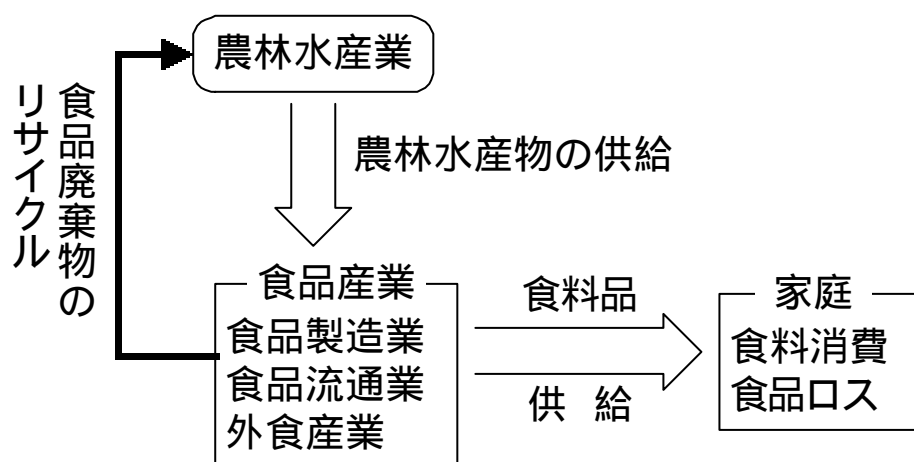 農林水産業
食品廃棄物の
リサイクル
農林水産物の供給
食品産業
食品製造業
食品流通業
外食産業
食料品
供 給
家庭
食料消費
食品ロス